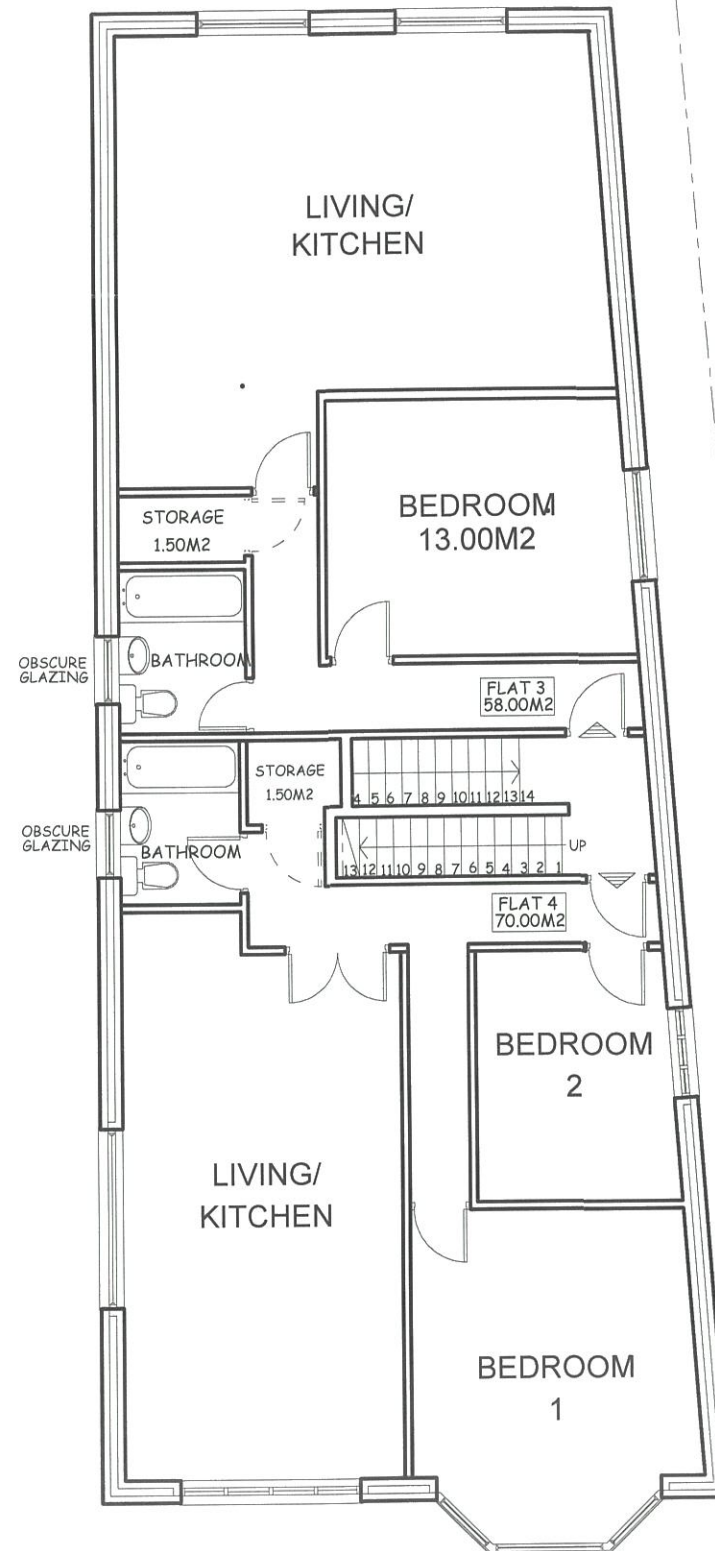 LIVING/
KITCHEN
BEDROOM
13.00M2
STORAGE
1.50M2
OBSCURE
GLAZING
BATHROOM
FLAT 3
58.00M2
STORAGE
1.50M2
4 5 6 7 8 9 10 11 12 13 14
OBSCURE
GLAZING
BATHROOM
UP
13 12 11 10 9 8 7 6 5 4 3 2 1
FLAT 4
70.00M2
BEDROOM
2
LIVING/
KITCHEN
BEDROOM
1